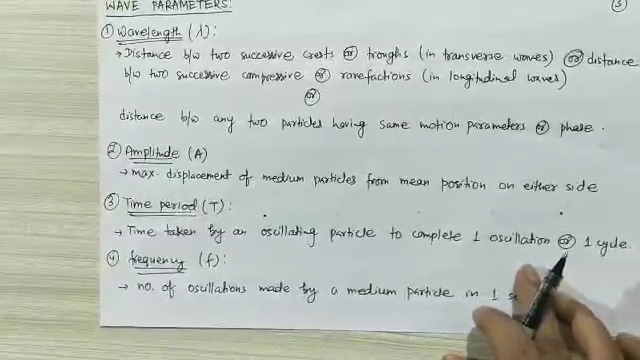 WAVE PARAMETERS:
3
① Wavelength (λ):
→ Distance b/w two successive crests or troughs (in transverse waves) or distance
b/w two successive compressive or rarefactions (in longitudinal waves)
or
distance b/w any two particles having same motion parameters or phase.
② Amplitude (A)
→ max. displacement of medium particles from mean position on either side
③ Time period (T):
→ Time taken by an oscillating particle to complete 1 oscillation or 1 cycle.
④ frequency (f):
→ no. of oscillations made by a medium particle in 1